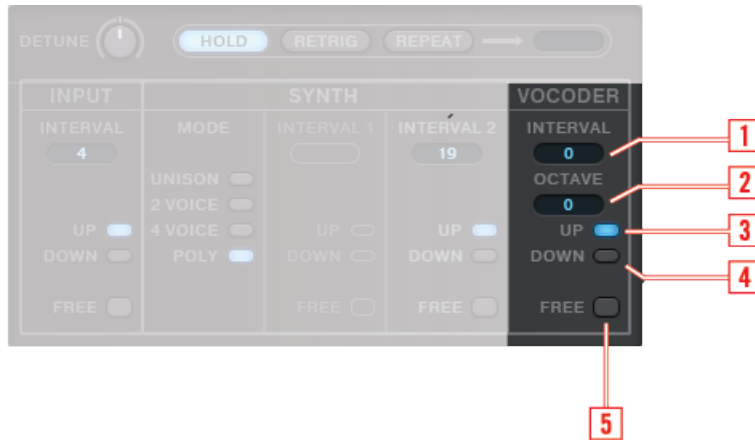 DETUNE HOLD RETRIG REPEAT
INPUT SYNTH VOCODER
INTERVAL MODE INTERVAL 1 INTERVAL 2 INTERVAL
4 19 0
OCTAVE
UNISON
2 VOICE 0
UP 4 VOICE UP UP UP
DOWN POLY DOWN DOWN DOWN
FREE FREE FREE FREE
1
2
3
4
5